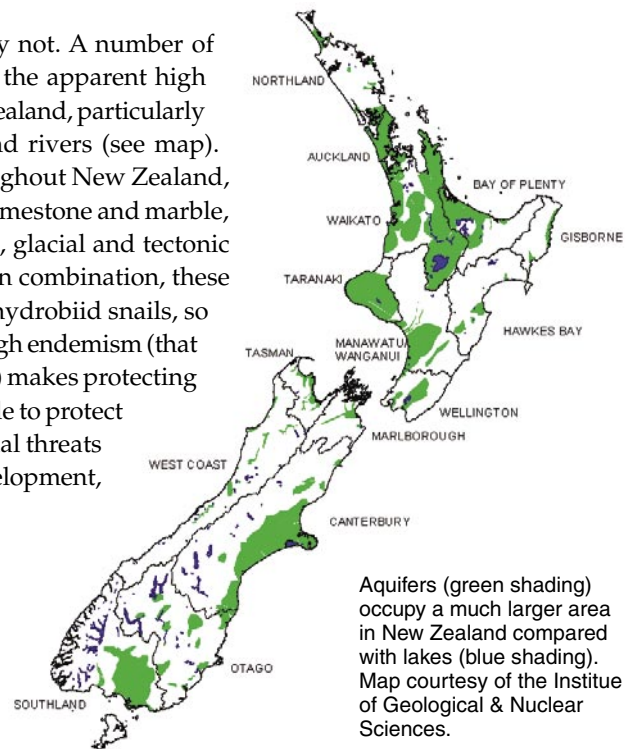 y not. A number of
the apparent high
ealand, particularly
nd rivers (see map).
ghout New Zealand,
mestone and marble,
, glacial and tectonic
n combination, these
hydrobiid snails, so
gh endemism (that
) makes protecting
le to protect
al threats
elopment,
NORTHLAND
AUCKLAND
BAY OF PLENTY
WAIKATO
GISBORNE
TARANAKI
HAWKES BAY
MANAWATU/
WANGANUI
TASMAN
WELLINGTON
MARLBOROUGH
WEST COAST
CANTERBURY
OTAGO
SOUTHLAND
Aquifers (green shading)
occupy a much larger area
in New Zealand compared
with lakes (blue shading).
Map courtesy of the Institue
of Geological & Nuclear
Sciences.